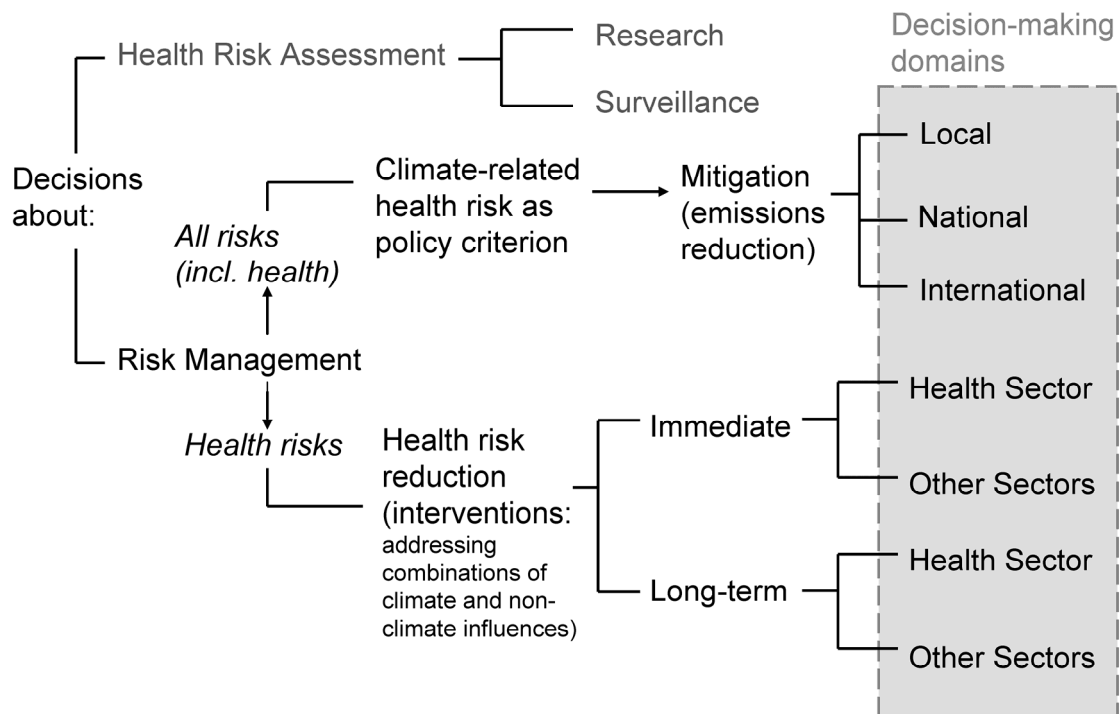 Decision-making
domains
Health Risk Assessment
Research
Surveillance
Decisions
about:
All risks
(incl. health)
Climate-related
health risk as
policy criterion
Mitigation
(emissions
reduction)
Local
National
International
Risk Management
Health risks
Health risk
reduction
(interventions:
addressing
combinations of
climate and non-
climate influences)
Immediate
Health Sector
Other Sectors
Long-term
Health Sector
Other Sectors